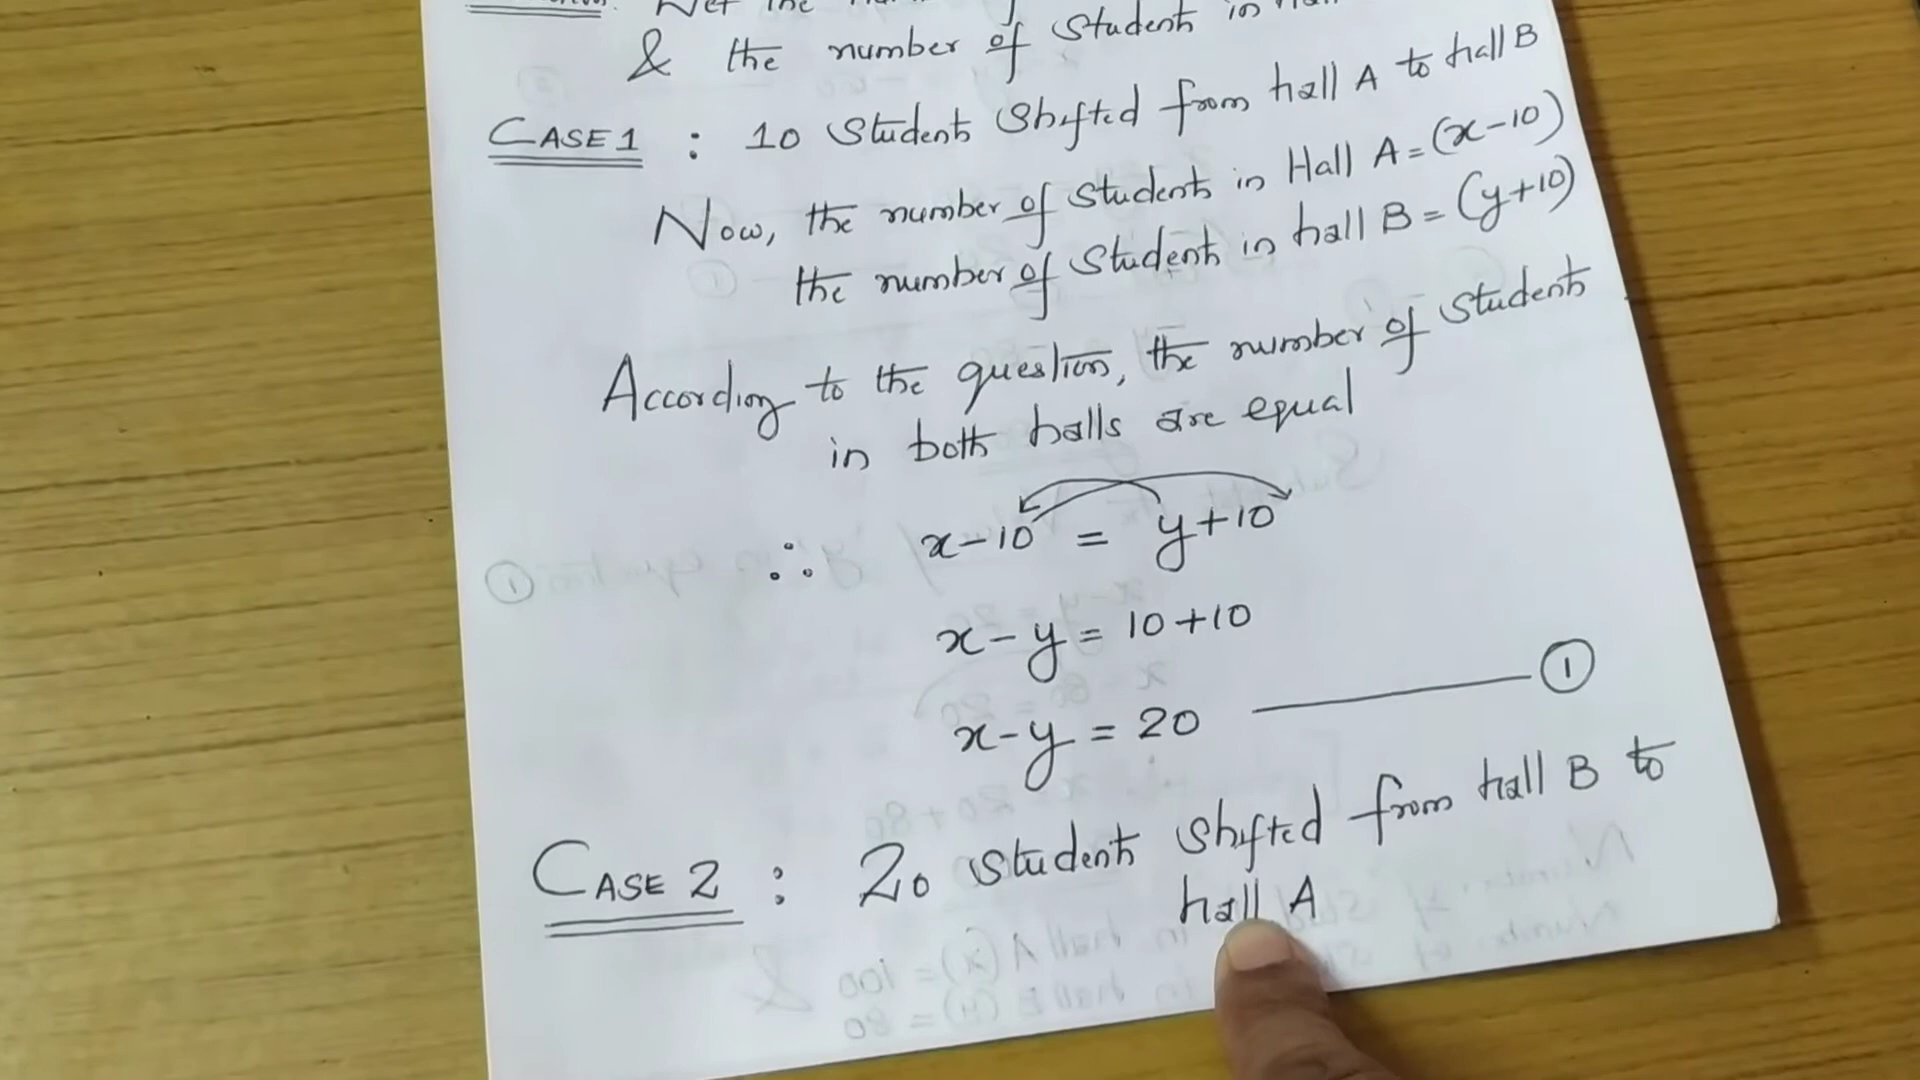 & the number of Students in
CASE 1 : 10 Students Shifted from hall A to hall B
Now, the number of Students in Hall A = (x-10)
the number of Students in hall B = (y+10)
According to the question, the number of Students
in both halls are equal
∴ x-10 = y+10
x-y = 10+10
x-y = 20 ——— ①
CASE 2 : 20 Students Shifted from hall B to
hall A